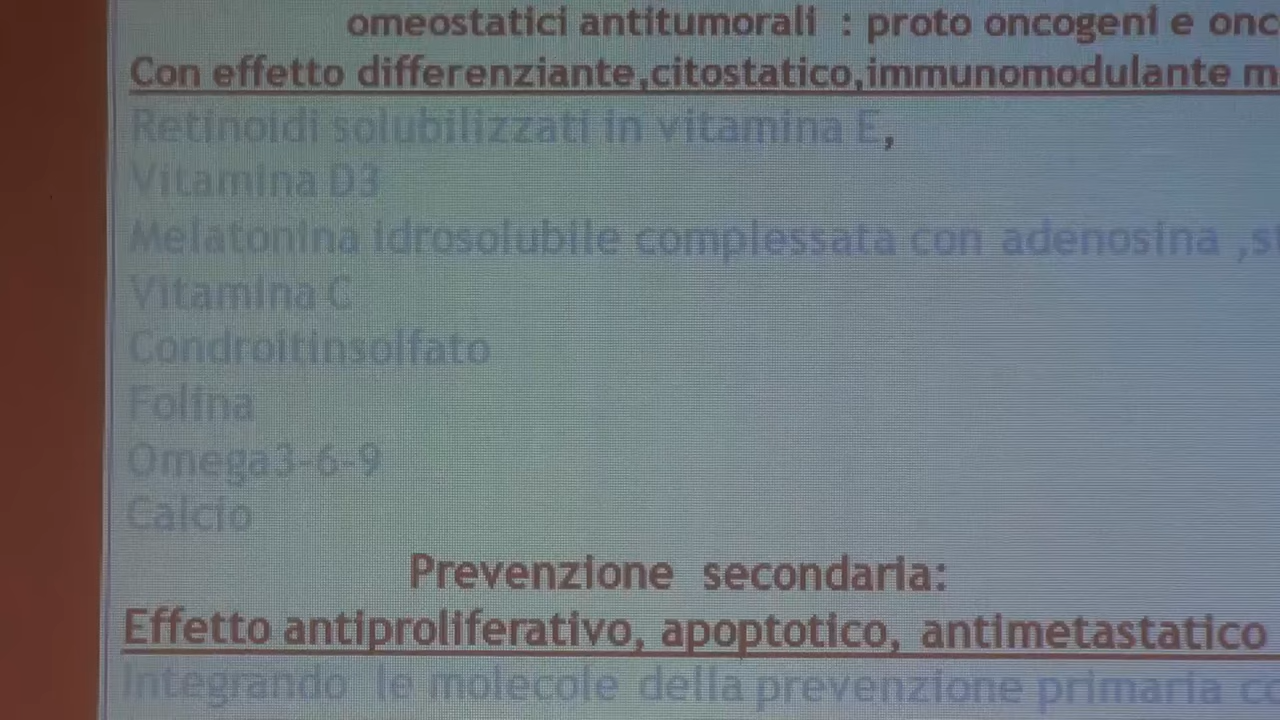 omeostatici antitumorali : proto oncogeni e
Con effetto differenziante,citostatico,immunomodulante
Retinoidi solubilizzati in vitamina E,
Vitamina D3
Melatonina idrosolubile complessata con adenosina ,
Vitamina C
Condroitinsolfato
Folina
Omega3-6-9
Calcio
Prevenzione secondaria:
Effetto antiproliferativo, apoptotico, antimetastatico
Integrando le molecole della prevenzione primaria